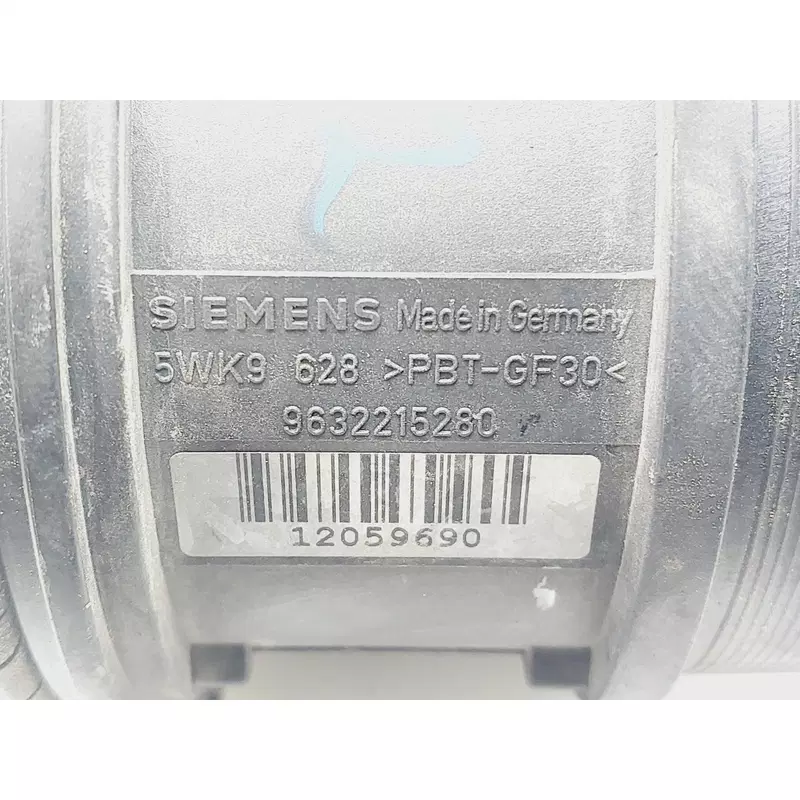 SIEMENS Made in Germany
5WK9 628 >PBT-GF30<
9632215280
12059690